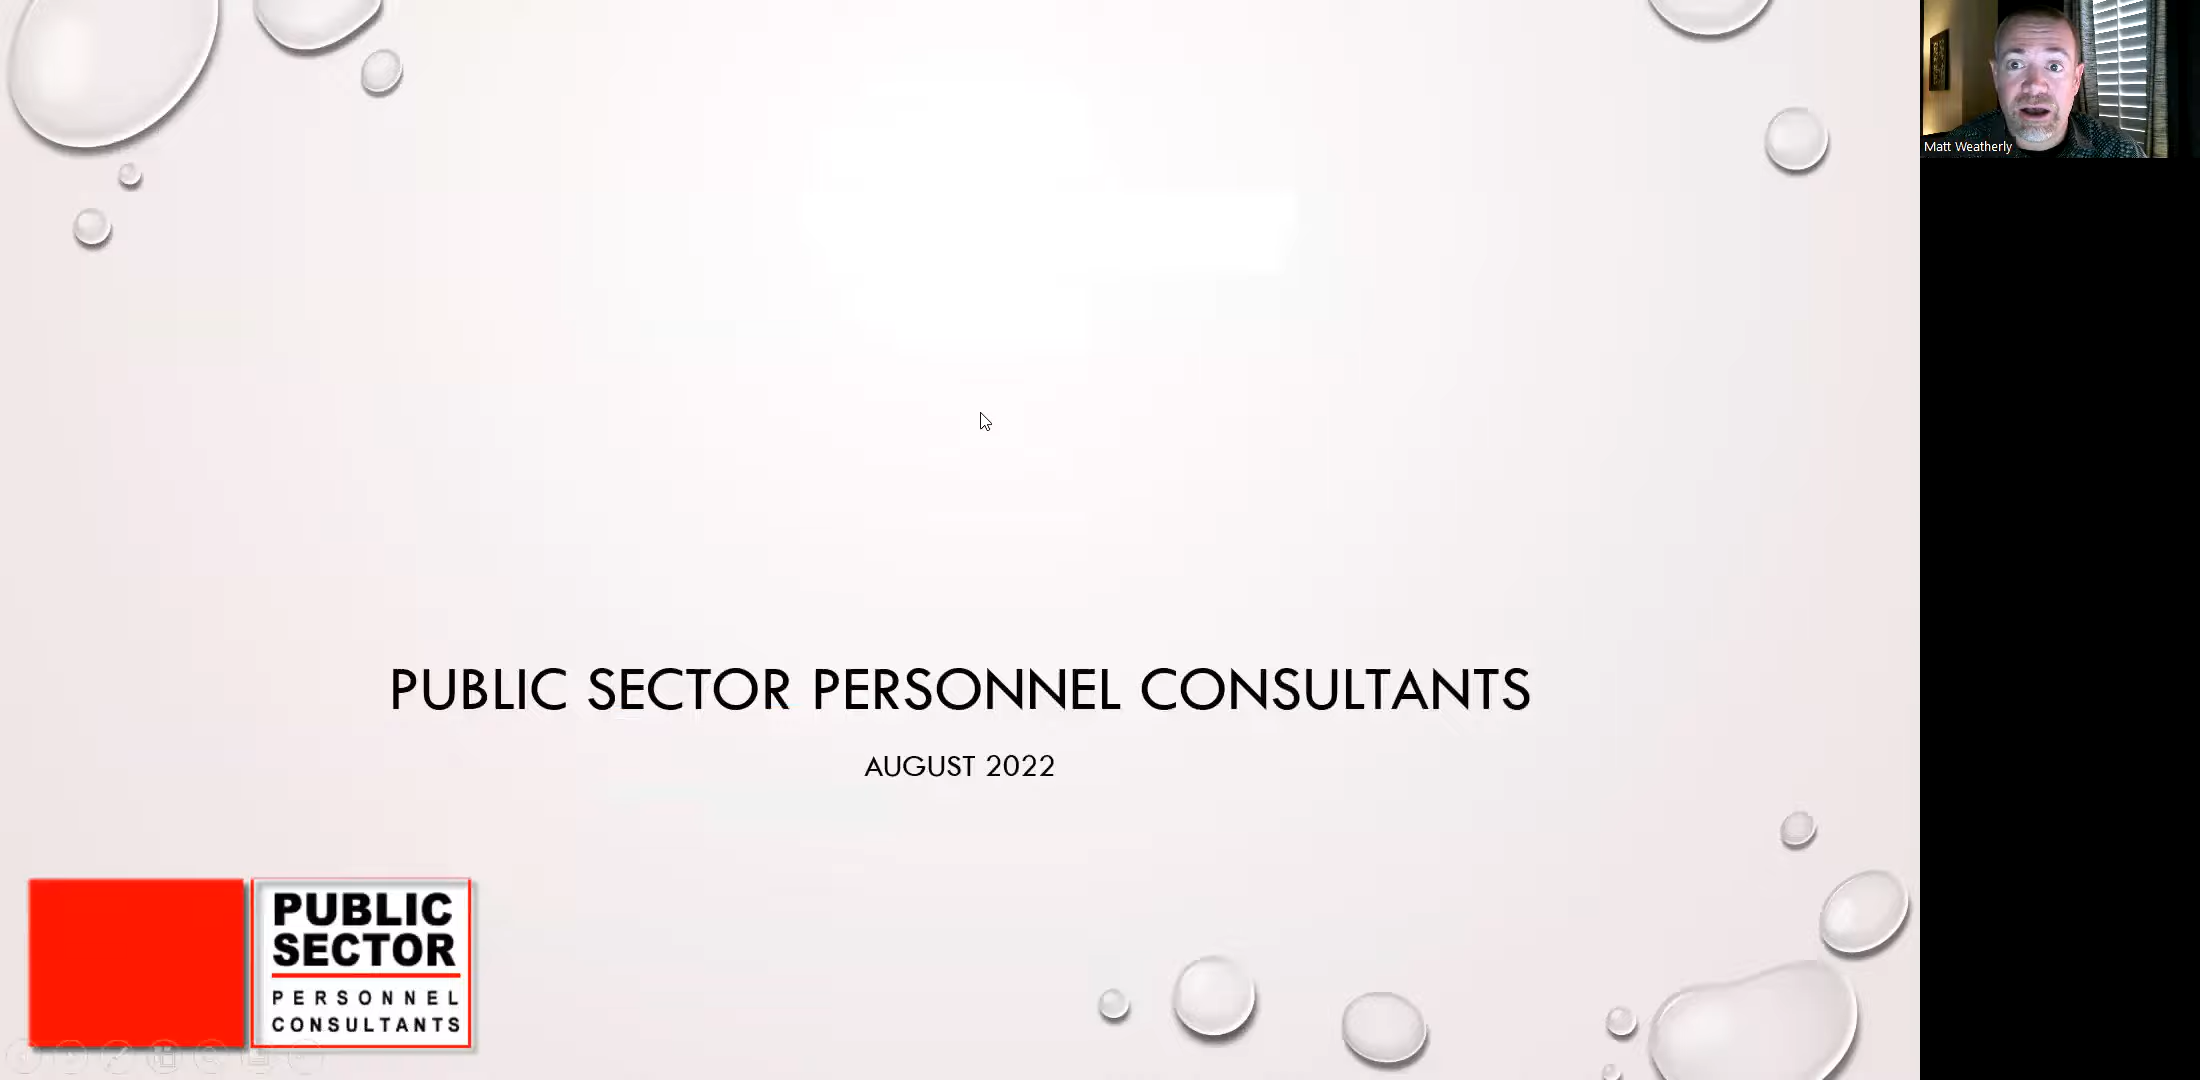 Matt Weatherly
PUBLIC SECTOR PERSONNEL CONSULTANTS
AUGUST 2022
PUBLIC
SECTOR
PERSONNEL
CONSULTANTS